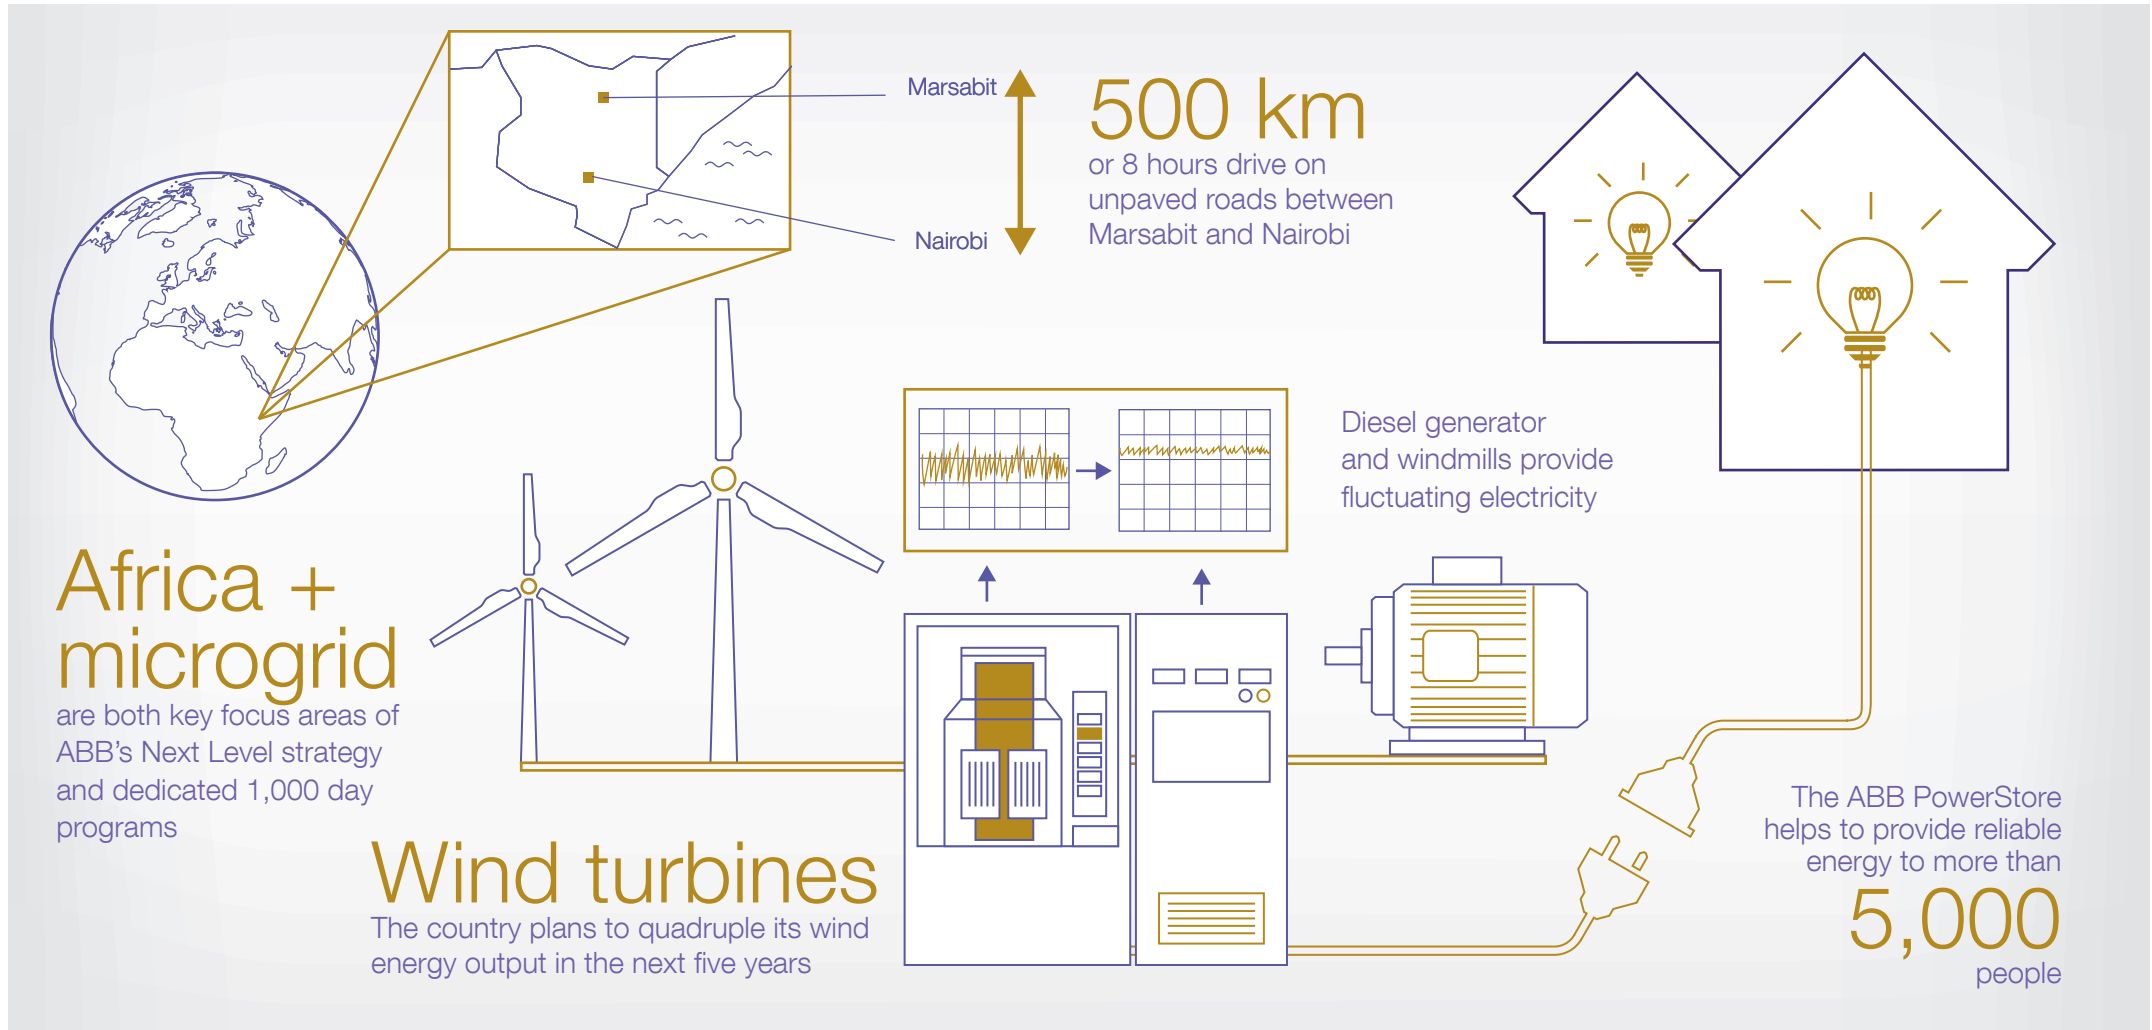 Marsabit
Nairobi
500 km
or 8 hours drive on
unpaved roads between
Marsabit and Nairobi
Diesel generator
and windmills provide
fluctuating electricity
Africa +
microgrid
are both key focus areas of
ABB’s Next Level strategy
and dedicated 1,000 day
programs
Wind turbines
The country plans to quadruple its wind
energy output in the next five years
The ABB PowerStore
helps to provide reliable
energy to more than
5,000
people